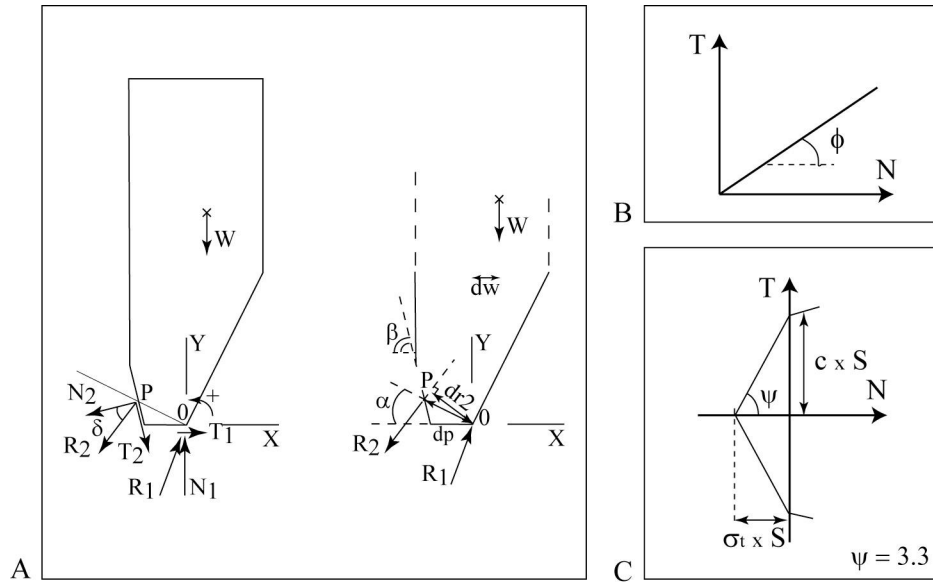 W
Y
N2
P
0
+
δ
R2
T2
T1
X
R1
N1
A
W
dw
β
Y
P
dr2
α
0
dp
R2
X
R1
T
ϕ
N
B
T
c x S
N
ψ
σt x S
ψ = 3.3
C